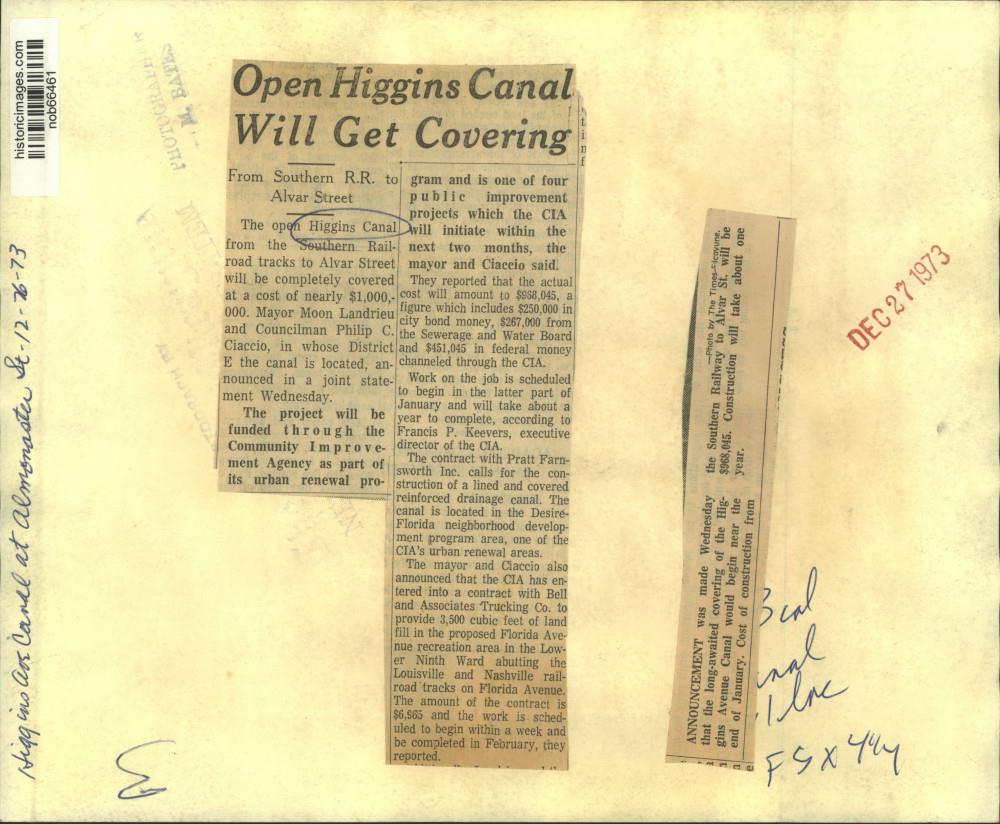 historicimages.com
nob66461
PHOTOGRAPHER
M. BATES
Open Higgins Canal
Will Get Covering
From Southern R.R. to
Alvar Street
The open Higgins Canal
from the Southern Rail-
road tracks to Alvar Street
will be completely covered
at a cost of nearly $1,000,-
000. Mayor Moon Landrieu
and Councilman Philip C.
Ciaccio, in whose District
E the canal is located, an-
nounced in a joint state-
ment Wednesday.
The project will be
funded through the
Community Improve-
ment Agency as part of
its urban renewal pro-
gram and is one of four
public improvement
projects which the CIA
will initiate within the
next two months, the
mayor and Ciaccio said.
They reported that the actual
cost will amount to $968,045, a
figure which includes $250,000 in
city bond money, $267,000 from
the Sewerage and Water Board
and $451,045 in federal money
channeled through the CIA.
Work on the job is scheduled
to begin in the latter part of
January and will take about a
year to complete, according to
Francis P. Keevers, executive
director of the CIA.
The contract with Pratt Farn-
sworth Inc. calls for the con-
struction of a lined and covered
reinforced drainage canal. The
canal is located in the Desire-
Florida neighborhood develop-
ment program area, one of the
CIA's urban renewal areas.
The mayor and Ciaccio also
announced that the CIA has en-
tered into a contract with Bell
and Associates Trucking Co. to
provide 3,500 cubic feet of land
fill in the proposed Florida Ave-
nue recreation area in the Low-
er Ninth Ward abutting the
Louisville and Nashville rail-
road tracks on Florida Avenue.
The amount of the contract is
$6,965 and the work is sched-
uled to begin within a week and
be completed in February, they
reported.
—Photo by The Times-Picayune.
ANNOUNCEMENT was made Wednesday
that the long-awaited covering of the Hig-
gins Avenue Canal would begin near the
end of January. Cost of construction from
the Southern Railway to Alvar St. will be
$968,045. Construction will take about one
year.
DEC 27 1973
Higgins Ave Canal at Almonaster St - 12-26-73
3 col
FSX44y